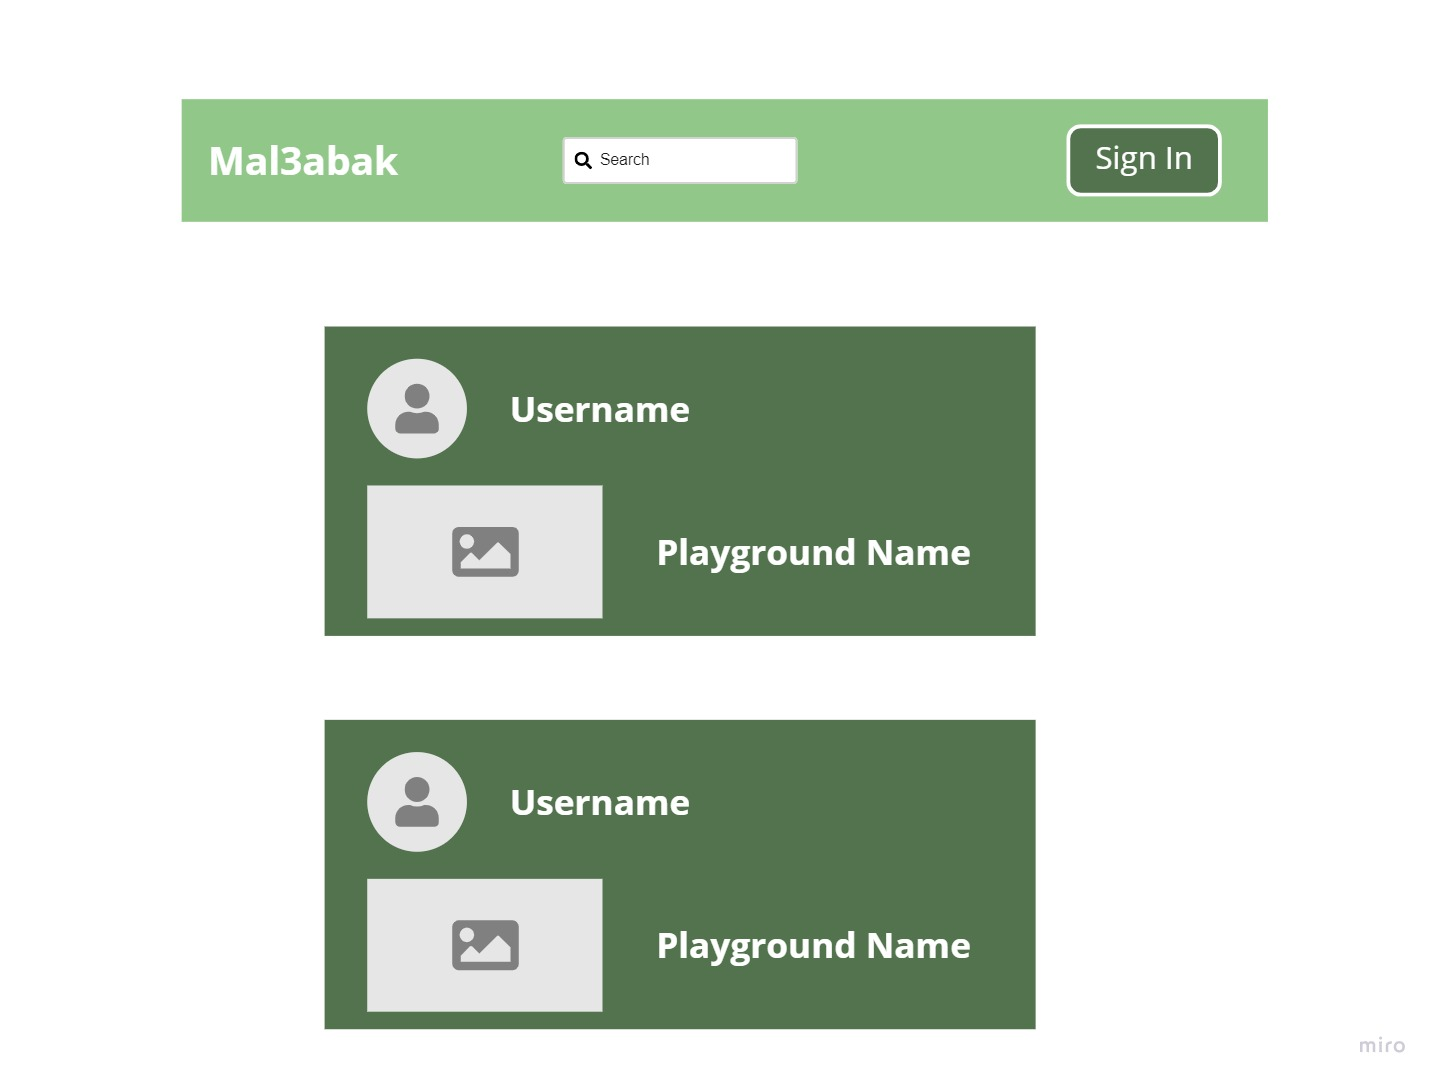 Mal3abak
Search
Sign In
Username
Playground Name
Username
Playground Name
miro